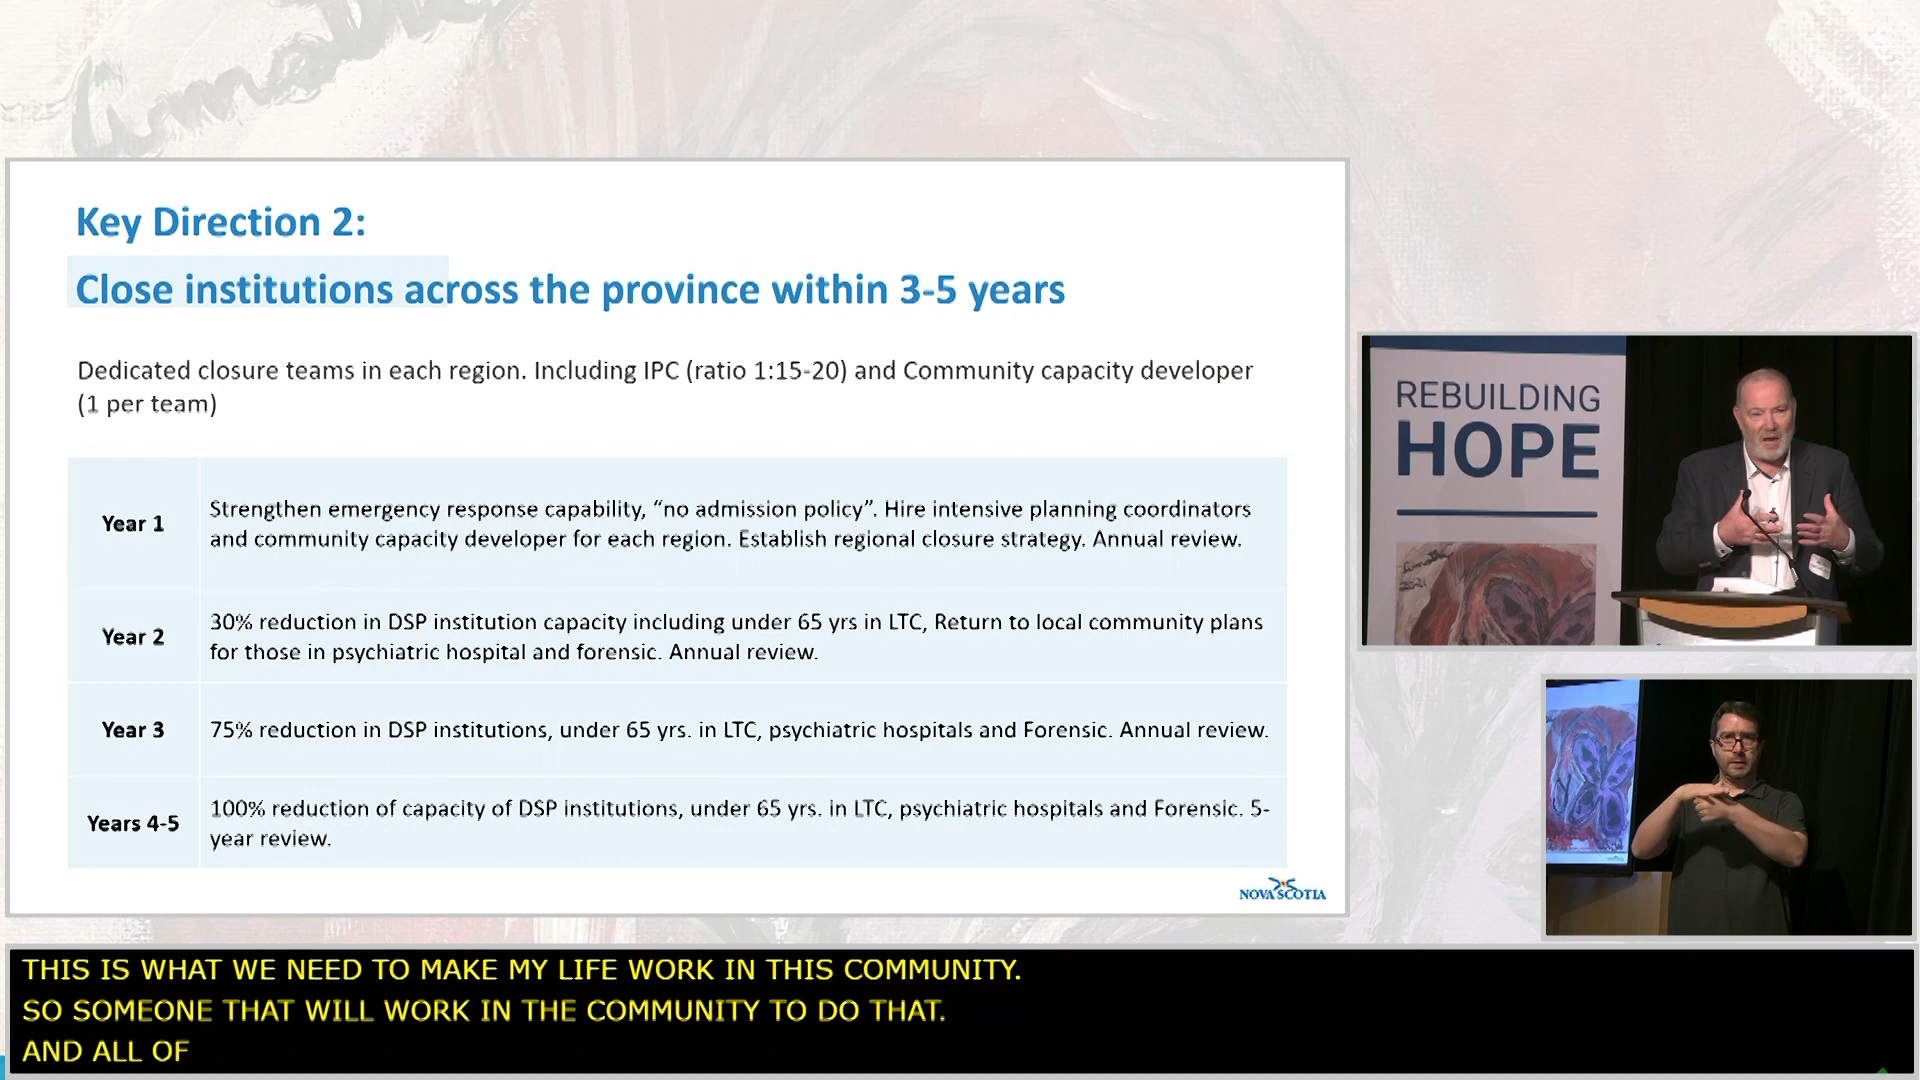 Key Direction 2:
Close institutions across the province within 3-5 years
Dedicated closure teams in each region. Including IPC (ratio 1:15-20) and Community capacity developer
(1 per team)
Year 1
Strengthen emergency response capability, “no admission policy”. Hire intensive planning coordinators
and community capacity developer for each region. Establish regional closure strategy. Annual review.
Year 2
30% reduction in DSP institution capacity including under 65 yrs in LTC, Return to local community plans
for those in psychiatric hospital and forensic. Annual review.
Year 3
75% reduction in DSP institutions, under 65 yrs. in LTC, psychiatric hospitals and Forensic. Annual review.
Years 4-5
100% reduction of capacity of DSP institutions, under 65 yrs. in LTC, psychiatric hospitals and Forensic. 5-
year review.
NOVA SCOTIA
REBUILDING
HOPE
THIS IS WHAT WE NEED TO MAKE MY LIFE WORK IN THIS COMMUNITY.
SO SOMEONE THAT WILL WORK IN THE COMMUNITY TO DO THAT.
AND ALL OF